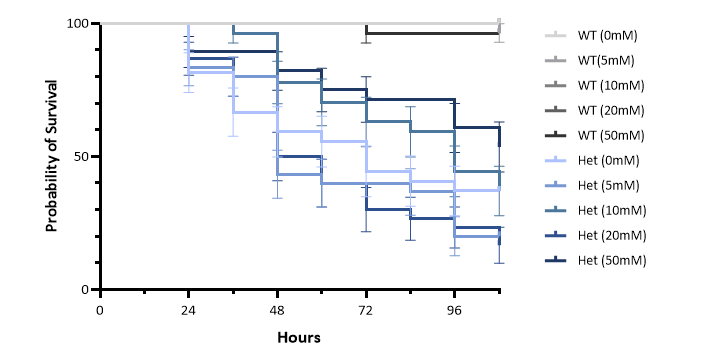 Probability of Survival
100
50
0
0 24 48 72 96
Hours
WT (0mM)
WT(5mM)
WT (10mM)
WT (20mM)
WT (50mM)
Het (0mM)
Het (5mM)
Het (10mM)
Het (20mM)
Het (50mM)